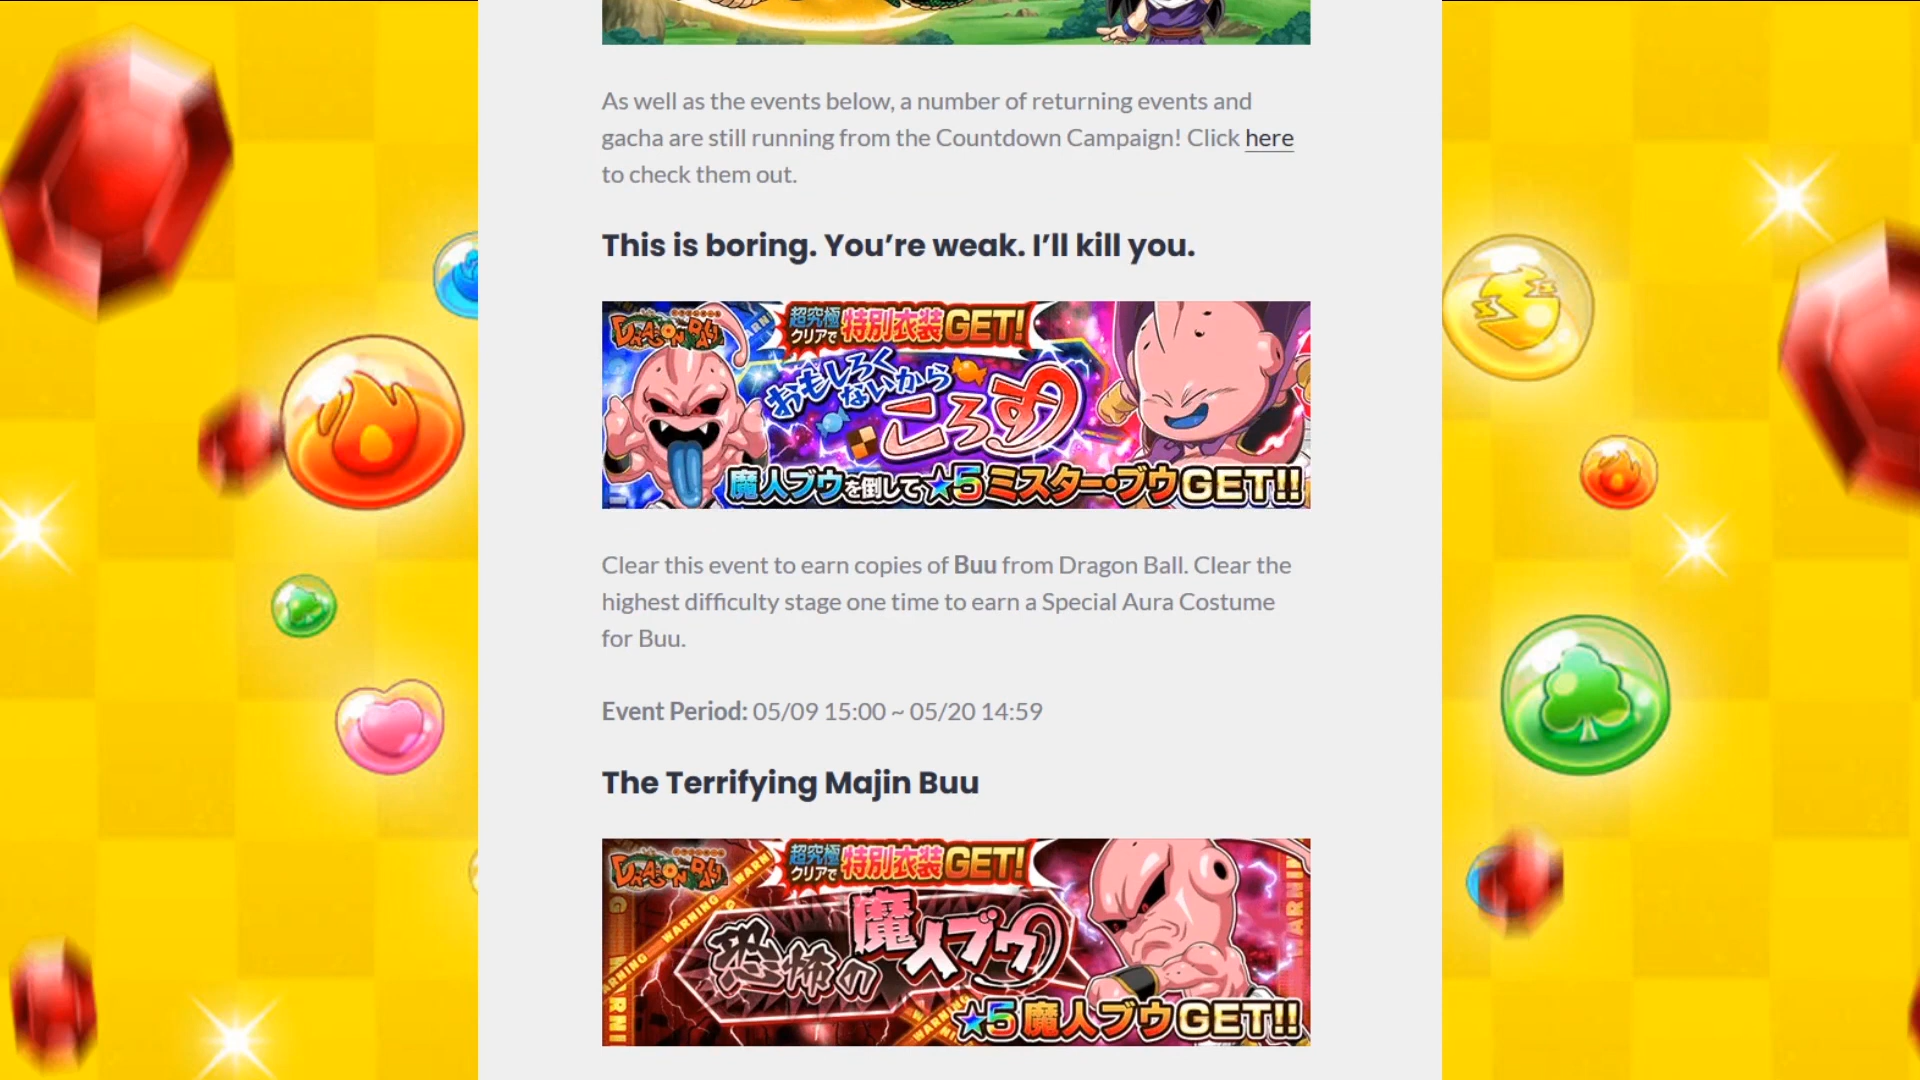 As well as the events below, a number of returning events and
gacha are still running from the Countdown Campaign! Click here
to check them out.
This is boring. You’re weak. I’ll kill you.
DRAGON BALL
超究極
クリアで特別衣装GET!
おもしろく
ないから
ころす
魔人ブウを倒して★5ミスター・ブウGET!!
Clear this event to earn copies of Buu from Dragon Ball. Clear the
highest difficulty stage one time to earn a Special Aura Costume
for Buu.
Event Period: 05/09 15:00 ~ 05/20 14:59
The Terrifying Majin Buu
DRAGON BALL
超究極
クリアで特別衣装GET!
WARNING WARNING
恐怖の魔人ブウ
★5魔人ブウGET!!